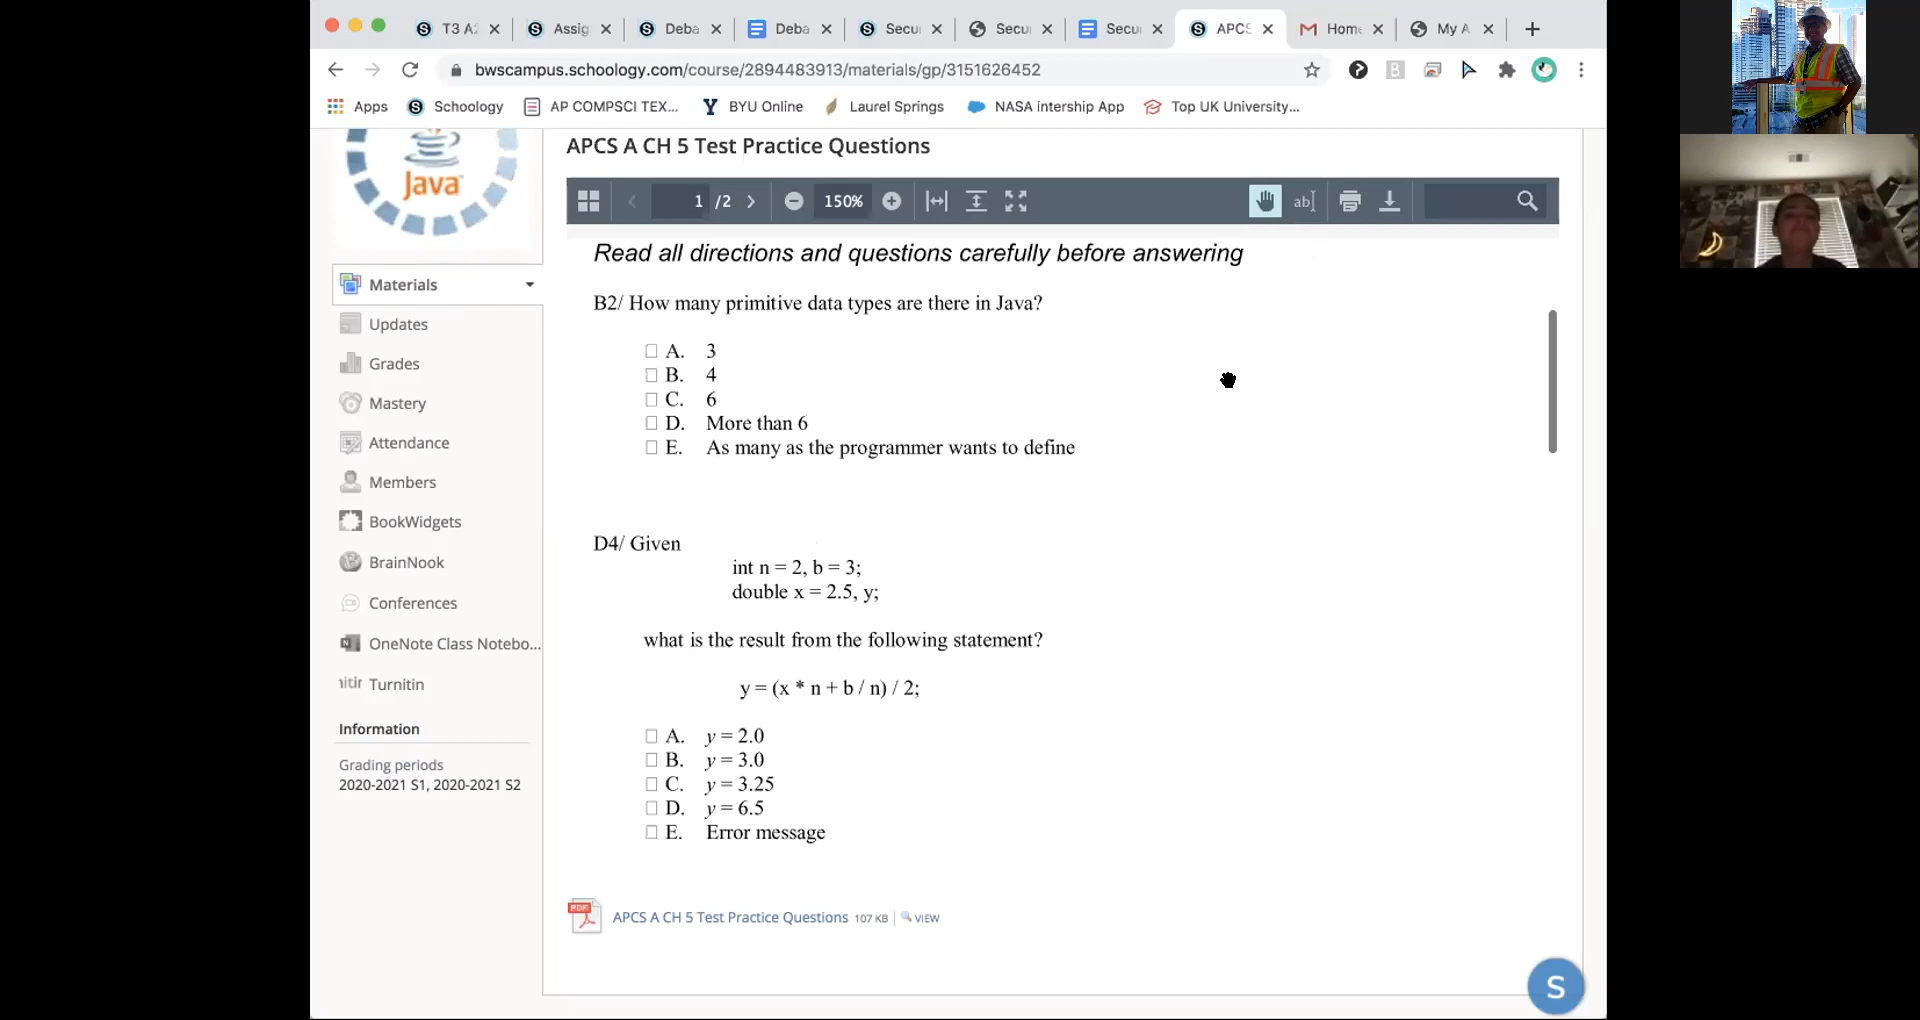 T3 A
Assig
Deba
Deba
Secu
Secu
Secu
APCS
Home
My A
bwscampus.schoology.com/course/2894483913/materials/gp/3151626452
Apps
Schoology
AP COMPSCI TEX...
BYU Online
Laurel Springs
NASA intership App
Top UK University...
Java
APCS A CH 5 Test Practice Questions
1 /2
150%
ab
Read all directions and questions carefully before answering
B2/ How many primitive data types are there in Java?
A. 3
B. 4
C. 6
D. More than 6
E. As many as the programmer wants to define
D4/ Given
int n = 2, b = 3;
double x = 2.5, y;
what is the result from the following statement?
y = (x * n + b / n) / 2;
A. y = 2.0
B. y = 3.0
C. y = 3.25
D. y = 6.5
E. Error message
PDF
APCS A CH 5 Test Practice Questions 107 KB VIEW
Materials
Updates
Grades
Mastery
Attendance
Members
BookWidgets
BrainNook
Conferences
OneNote Class Notebo...
Turnitin
Information
Grading periods
2020-2021 S1, 2020-2021 S2
S